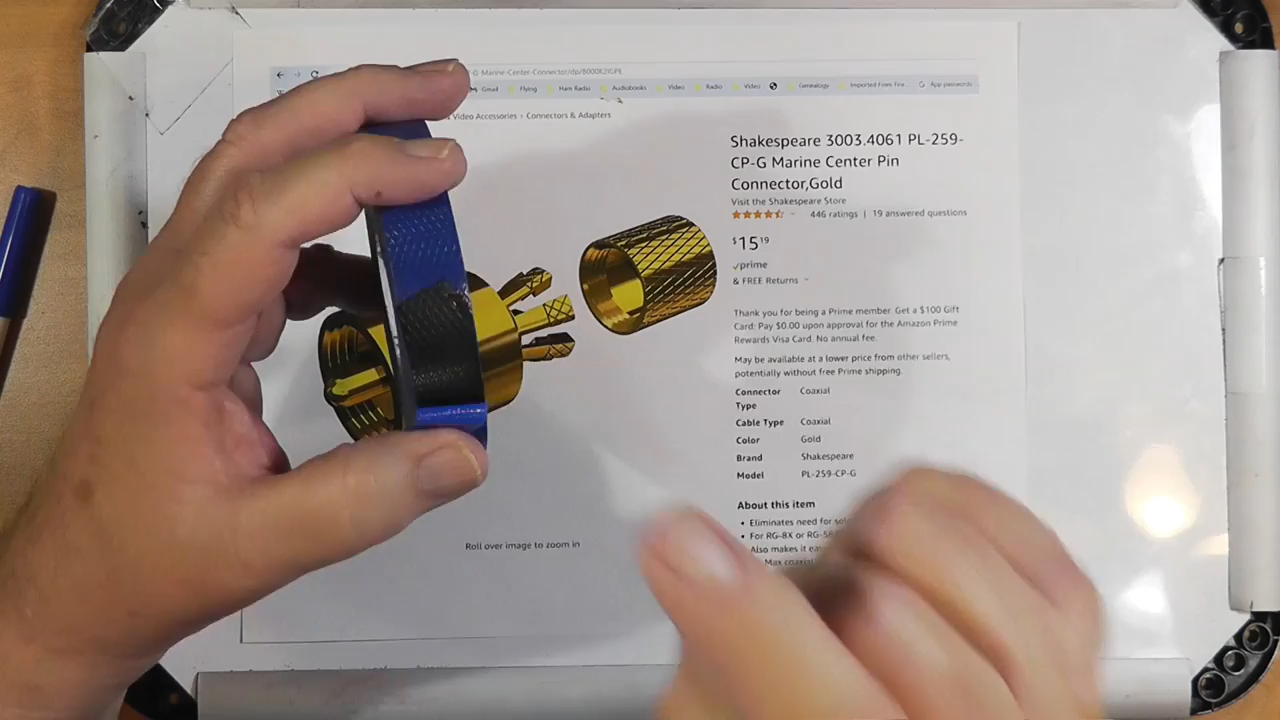 G Marine-Center-Connector/dp/B000K2IGPE
Gmail Flying Ham Radio Audiobooks Video Radio Video Genealogy Imported From Fire... App passwords
Video Accessories › Connectors & Adapters
Shakespeare 3003.4061 PL-259-
CP-G Marine Center Pin
Connector,Gold
Visit the Shakespeare Store
446 ratings | 19 answered questions
$15 19
prime
& FREE Returns
Thank you for being a Prime member. Get a $100 Gift
Card: Pay $0.00 upon approval for the Amazon Prime
Rewards Visa Card. No annual fee.
May be available at a lower price from other sellers,
potentially without free Prime shipping.
Connector Coaxial
Type
Cable Type Coaxial
Color Gold
Brand Shakespeare
Model PL-259-CP-G
About this item
• Eliminates need for
• For RG-8X or
Also makes it
Max
Roll over image to zoom in